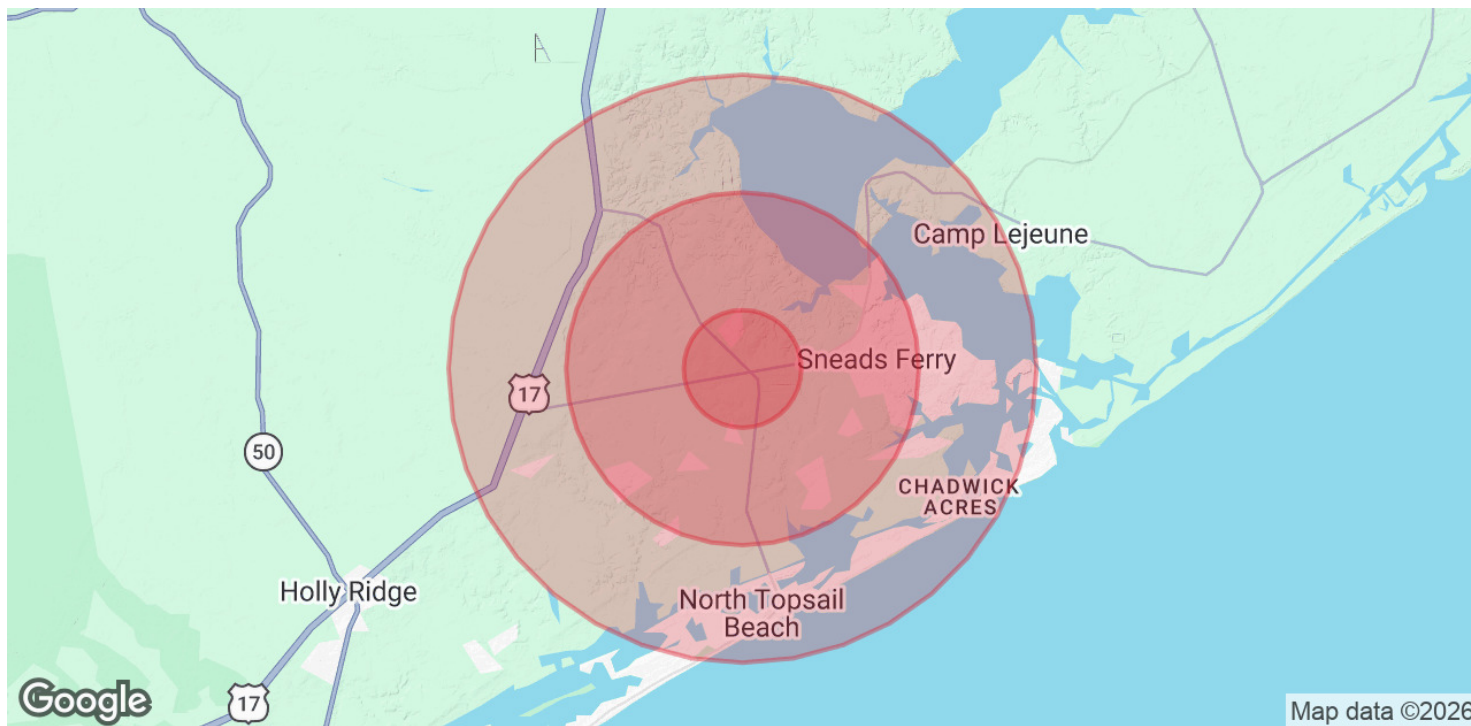 Camp Lejeune
Sneads Ferry
17
50
CHADWICK
ACRES
Holly Ridge
North Topsail
Beach
17
Google
Map data ©2026